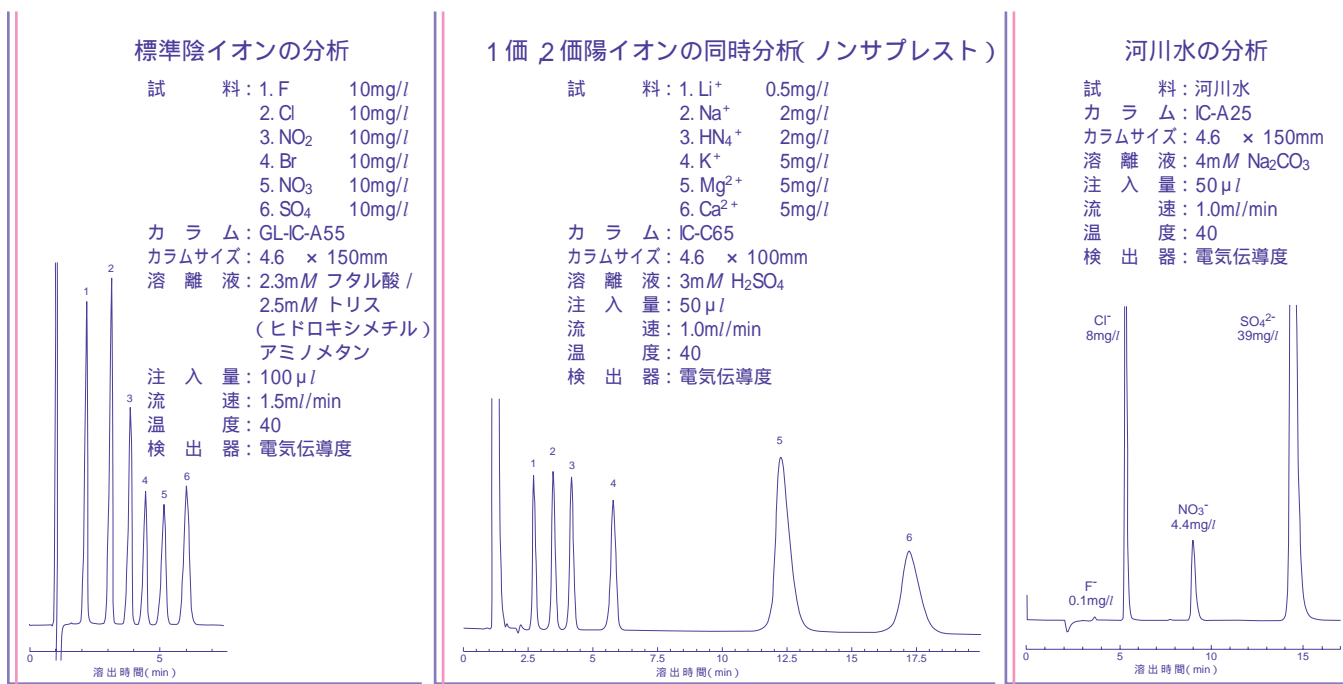 標準陰イオンの分析
試 料：1. F 10mg/l
2. Cl 10mg/l
3. NO2 10mg/l
4. Br 10mg/l
5. NO3 10mg/l
6. SO4 10mg/l
カ ラ ム：GL-IC-A55
カラムサイズ：4.6 × 150mm
溶 離 液：2.3mM フタル酸 /
2.5mM トリス
（ヒドロキシメチル）
アミノメタン
注 入 量：100μl
流 速：1.5ml/min
温 度：40
検 出 器：電気伝導度
1
2
3
4
5
6
0 5
溶出時間(min)
1価,2価陽イオンの同時分析(ノンサプレスト)
試 料：1. Li+ 0.5mg/l
2. Na+ 2mg/l
3. HN4+ 2mg/l
4. K+ 5mg/l
5. Mg2+ 5mg/l
6. Ca2+ 5mg/l
カ ラ ム：IC-C65
カラムサイズ：4.6 × 100mm
溶 離 液：3mM H2SO4
注 入 量：50μl
流 速：1.0ml/min
温 度：40
検 出 器：電気伝導度
1
2
3
4
5
6
0 2.5 5 7.5 10 12.5 15 17.5
溶出時間(min)
河川水の分析
試 料：河川水
カ ラ ム：IC-A25
カラムサイズ：4.6 × 150mm
溶 離 液：4mM Na2CO3
注 入 量：50μl
流 速：1.0ml/min
温 度：40
検 出 器：電気伝導度
Cl-
8mg/l
SO42-
39mg/l
NO3-
4.4mg/l
F-
0.1mg/l
0 5 10 15
溶出時間(min)